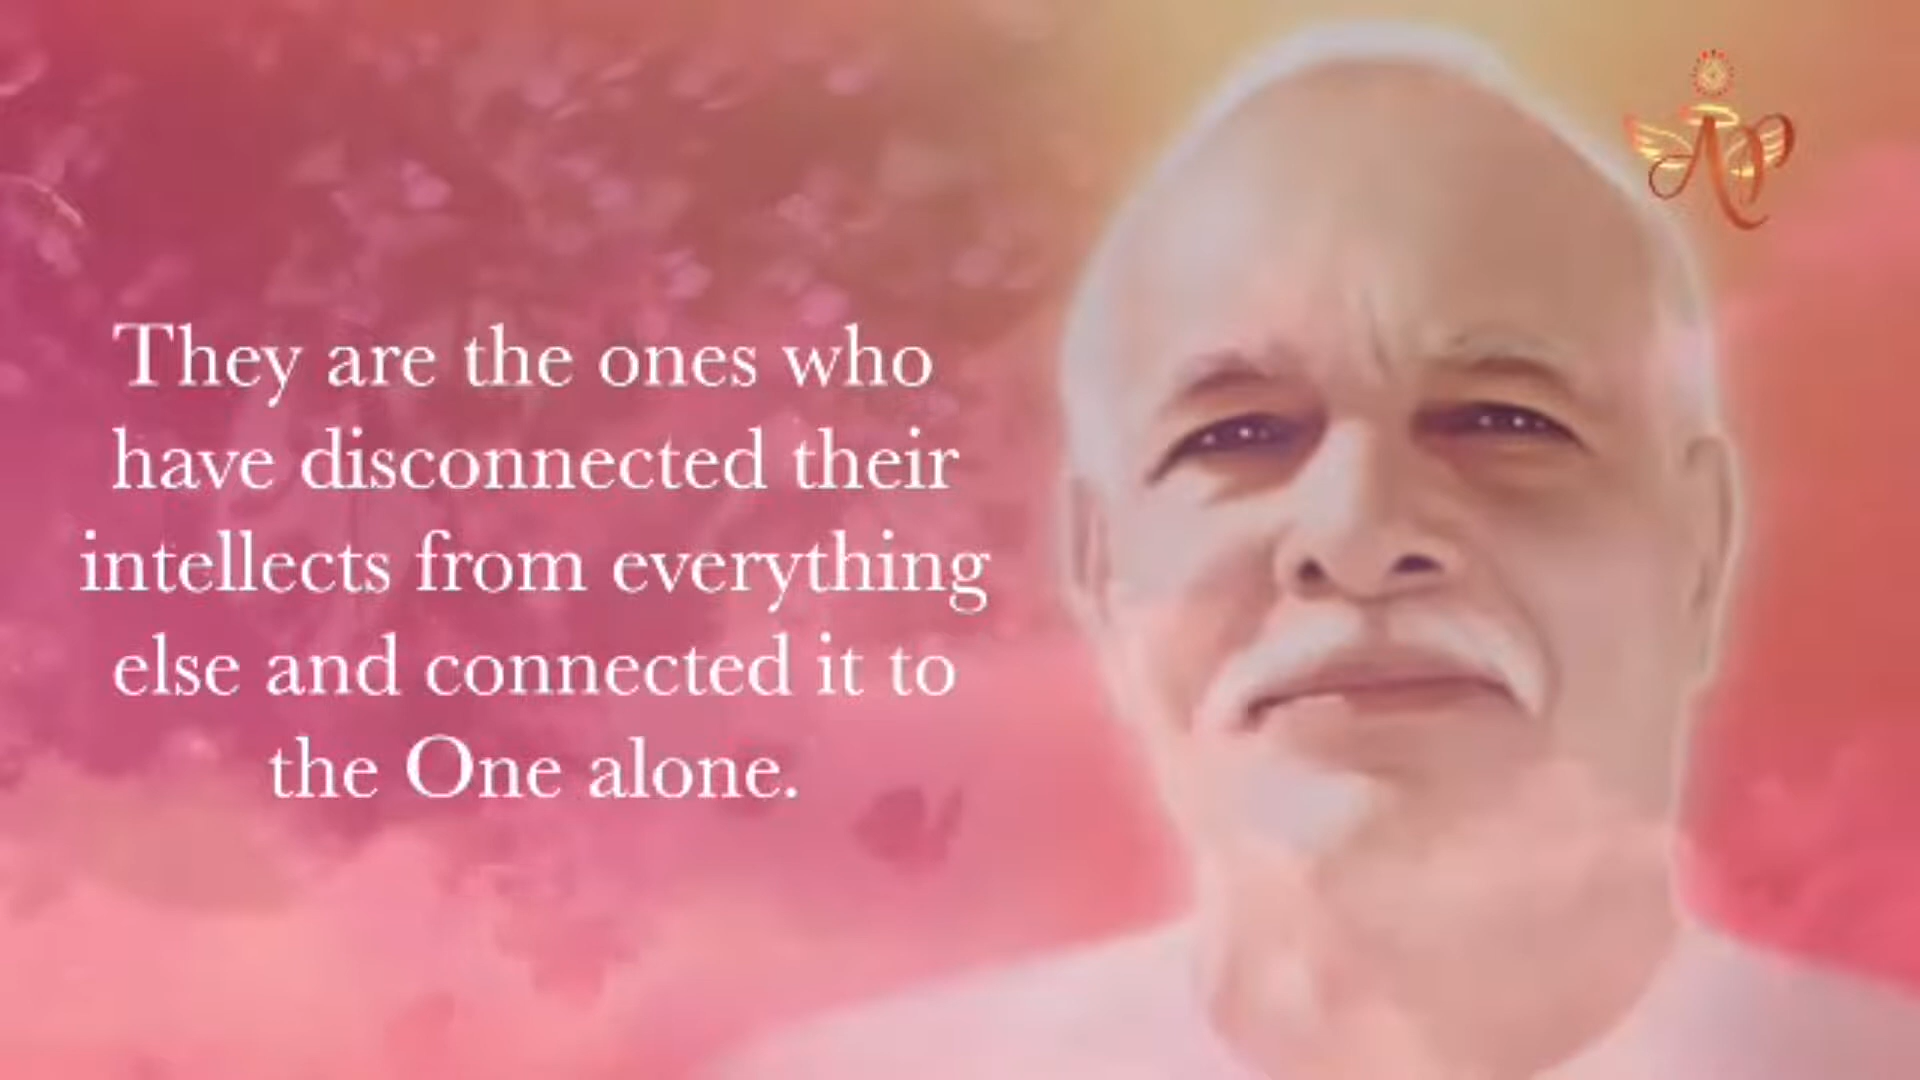 They are the ones who
have disconnected their
intellects from everything
else and connected it to
the One alone.